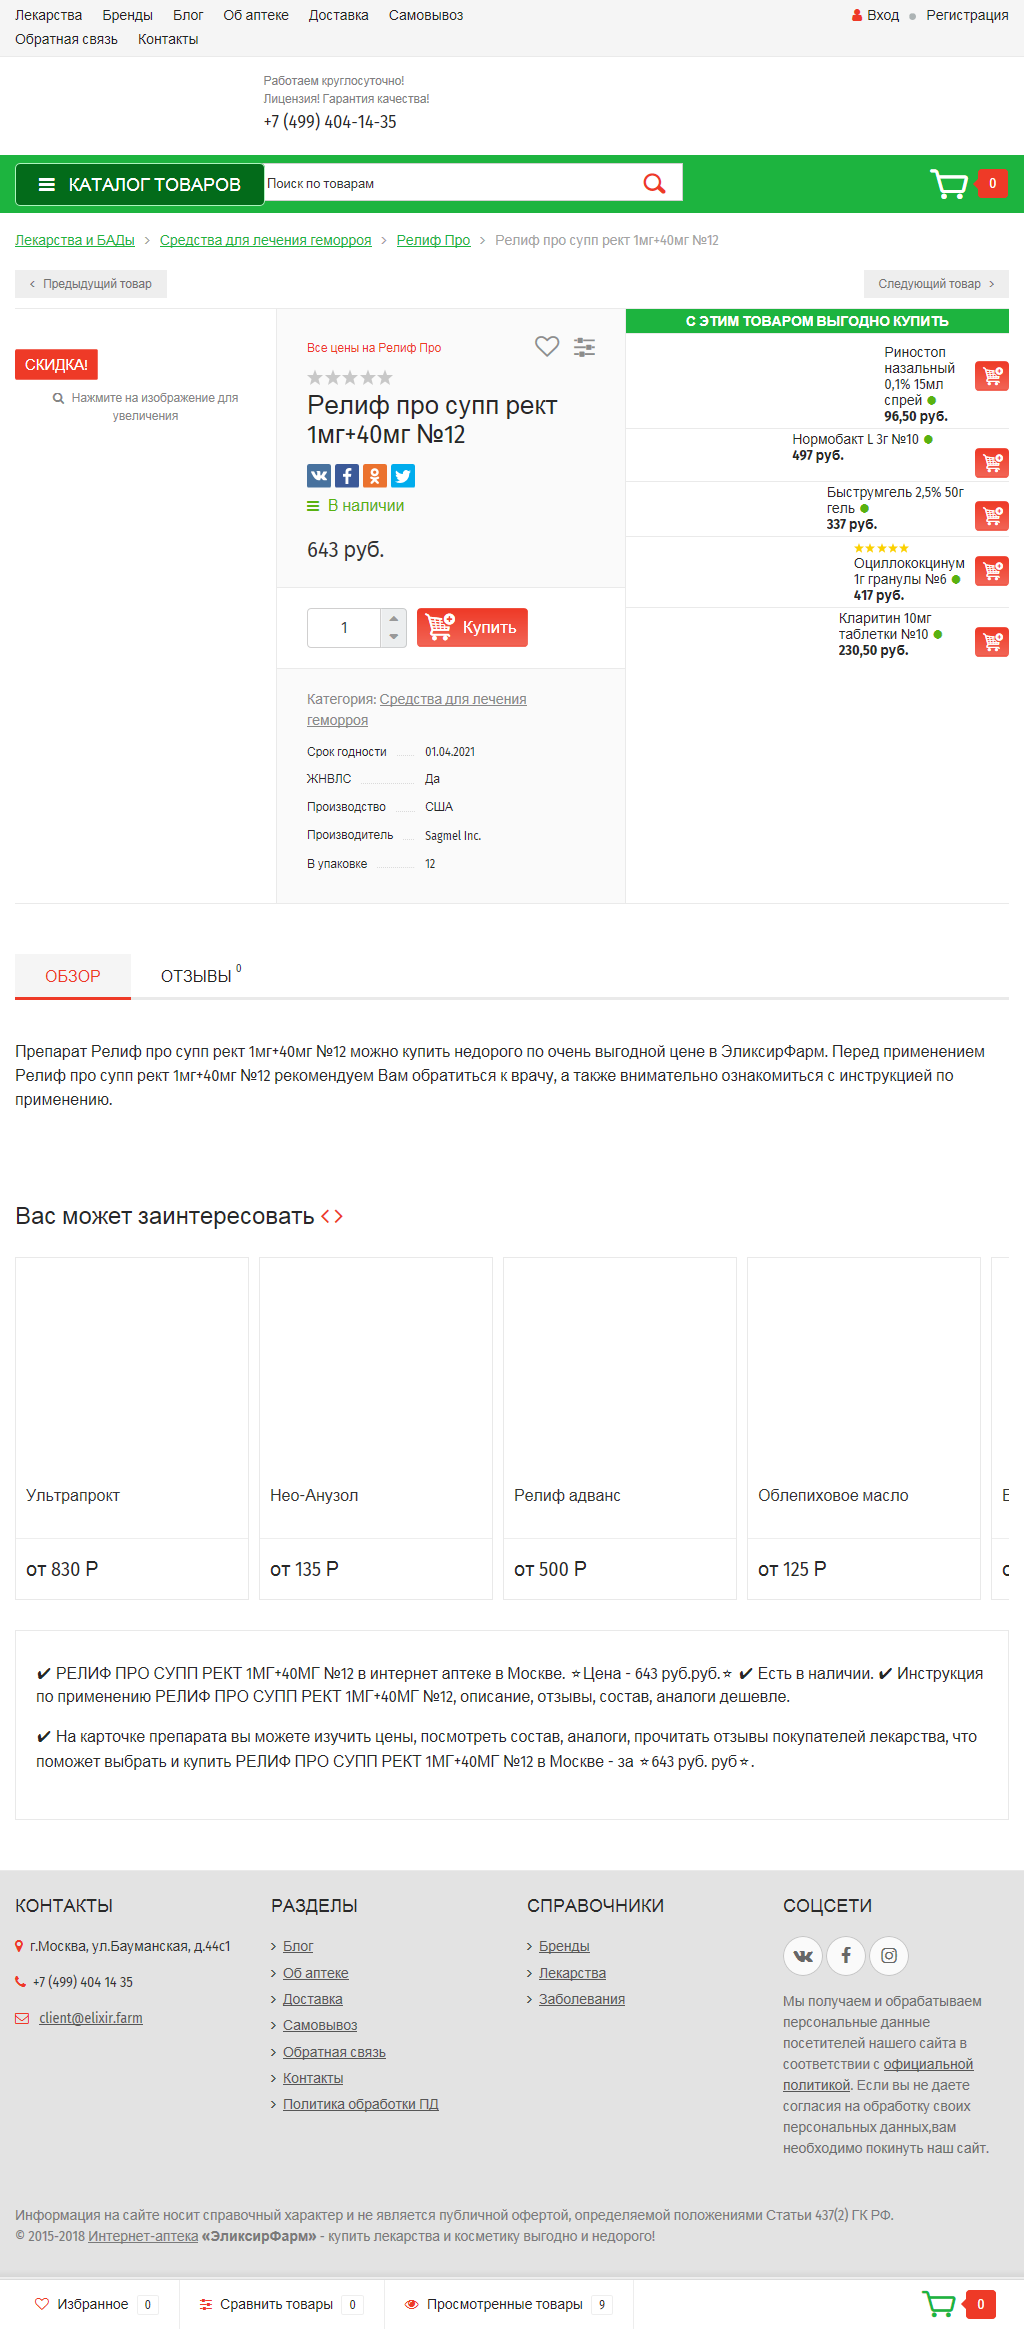 Лекарства Бренды Блог Об аптеке Доставка Самовывоз
Обратная связь Контакты
Вход Регистрация
Работаем круглосуточно!
Лицензия! Гарантия качества!
+7 (499) 404-14-35
КАТАЛОГ ТОВАРОВ
Поиск по товарам
0
Лекарства и БАДы > Средства для лечения геморроя > Релиф Про > Релиф про супп рект 1мг+40мг №12
Предыдущий товар
Следующий товар
СКИДКА!
Нажмите на изображение для
увеличения
Все цены на Релиф Про
Релиф про супп рект
1мг+40мг №12
В наличии
643 руб.
1
Купить
Категория: Средства для лечения
геморроя
Срок годности 01.04.2021
ЖНВЛС Да
Производство США
Производитель Sagmel Inc.
В упаковке 12
С ЭТИМ ТОВАРОМ ВЫГОДНО КУПИТЬ
Риностоп
назальный
0,1% 15мл
спрей
96,50 руб.
Нормобакт L 3г №10
497 руб.
Быструмгель 2,5% 50г
гель
337 руб.
Оциллококцинум
1г гранулы №6
417 руб.
Кларитин 10мг
таблетки №10
230,50 руб.
ОБЗОР
ОТЗЫВЫ 0
Препарат Релиф про супп рект 1мг+40мг №12 можно купить недорого по очень выгодной цене в ЭликсирФарм. Перед применением
Релиф про супп рект 1мг+40мг №12 рекомендуем Вам обратиться к врачу, а также внимательно ознакомиться с инструкцией по
применению.
Вас может заинтересовать
Ультрапрокт
Нео-Анузол
Релиф адванс
Облепиховое масло
от 830 Р
от 135 Р
от 500 Р
от 125 Р
✔ РЕЛИФ ПРО СУПП РЕКТ 1МГ+40МГ №12 в интернет аптеке в Москве. ⭐Цена - 643 руб.руб.⭐ ✔ Есть в наличии. ✔ Инструкция
по применению РЕЛИФ ПРО СУПП РЕКТ 1МГ+40МГ №12, описание, отзывы, состав, аналоги дешевле.
✔ На карточке препарата вы можете изучить цены, посмотреть состав, аналоги, прочитать отзывы покупателей лекарства, что
поможет выбрать и купить РЕЛИФ ПРО СУПП РЕКТ 1МГ+40МГ №12 в Москве - за ⭐643 руб. руб⭐.
КОНТАКТЫ
г.Москва, ул.Бауманская, д.44с1
+7 (499) 404 14 35
client@elixir.farm
РАЗДЕЛЫ
Блог
Об аптеке
Доставка
Самовывоз
Обратная связь
Контакты
Политика обработки ПД
СПРАВОЧНИКИ
Бренды
Лекарства
Заболевания
СОЦСЕТИ
Мы получаем и обрабатываем
персональные данные
посетителей нашего сайта в
соответствии с официальной
политикой. Если вы не даете
согласия на обработку своих
персональных данных,вам
необходимо покинуть наш сайт.
Информация на сайте носит справочный характер и не является публичной офертой, определяемой положениями Статьи 437(2) ГК РФ.
© 2015-2018 Интернет-аптека «ЭликсирФарм» - купить лекарства и косметику выгодно и недорого!
Избранное 0
Сравнить товары 0
Просмотренные товары 9
0